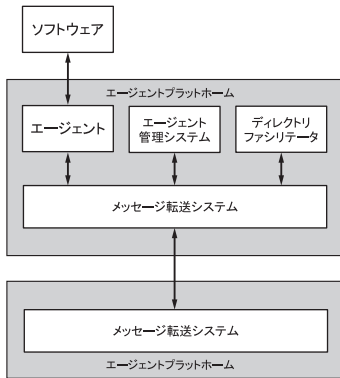 ソフトウェア
エージェントプラットホーム
エージェント
エージェント
管理システム
ディレクトリ
ファシリテータ
メッセージ転送システム
メッセージ転送システム
エージェントプラットホーム